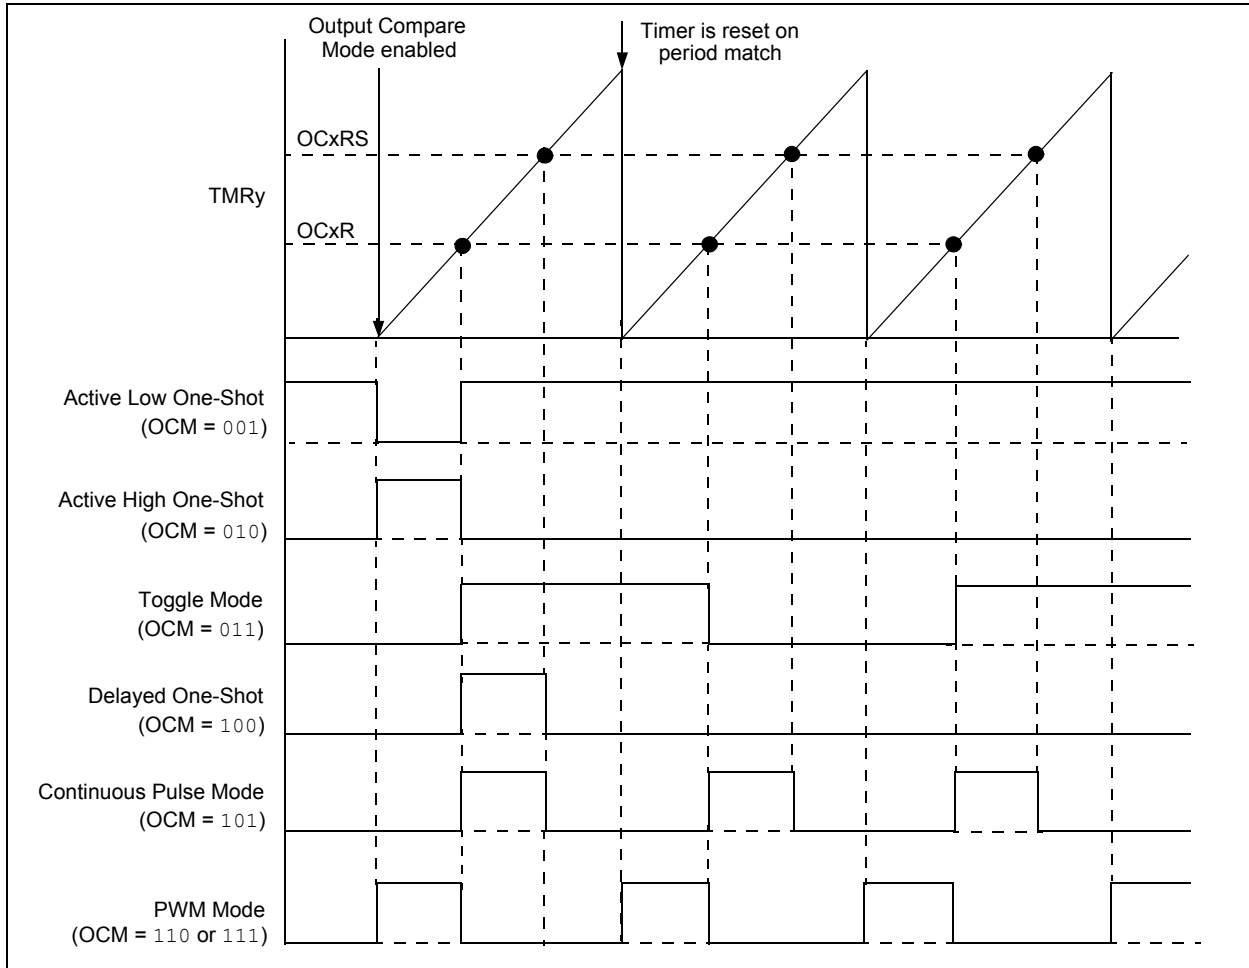 Output Compare
Mode enabled
Timer is reset on
period match
OCxRS
TMRy
OCxR
Active Low One-Shot
(OCM = 001)
Active High One-Shot
(OCM = 010)
Toggle Mode
(OCM = 011)
Delayed One-Shot
(OCM = 100)
Continuous Pulse Mode
(OCM = 101)
PWM Mode
(OCM = 110 or 111)